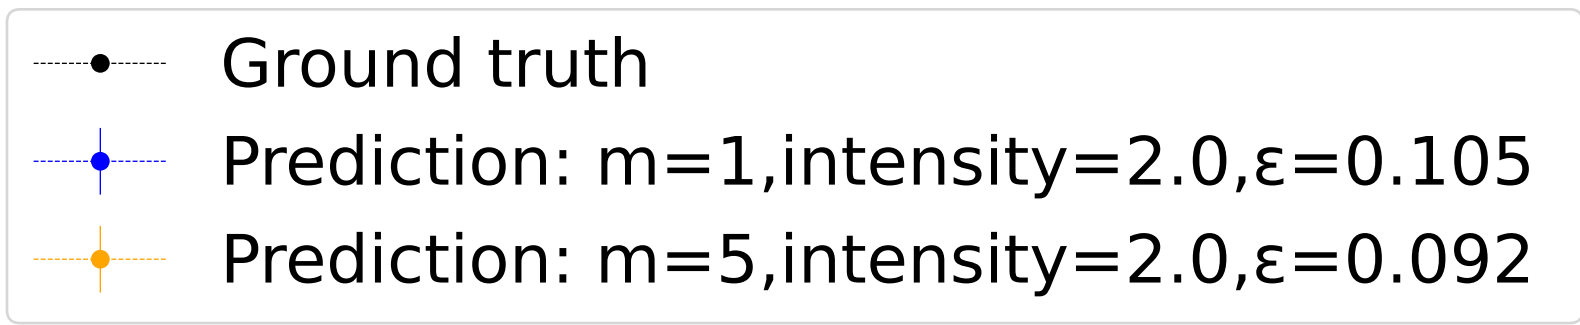 Ground truth
Prediction: m=1,intensity=2.0,ε=0.105
Prediction: m=5,intensity=2.0,ε=0.092